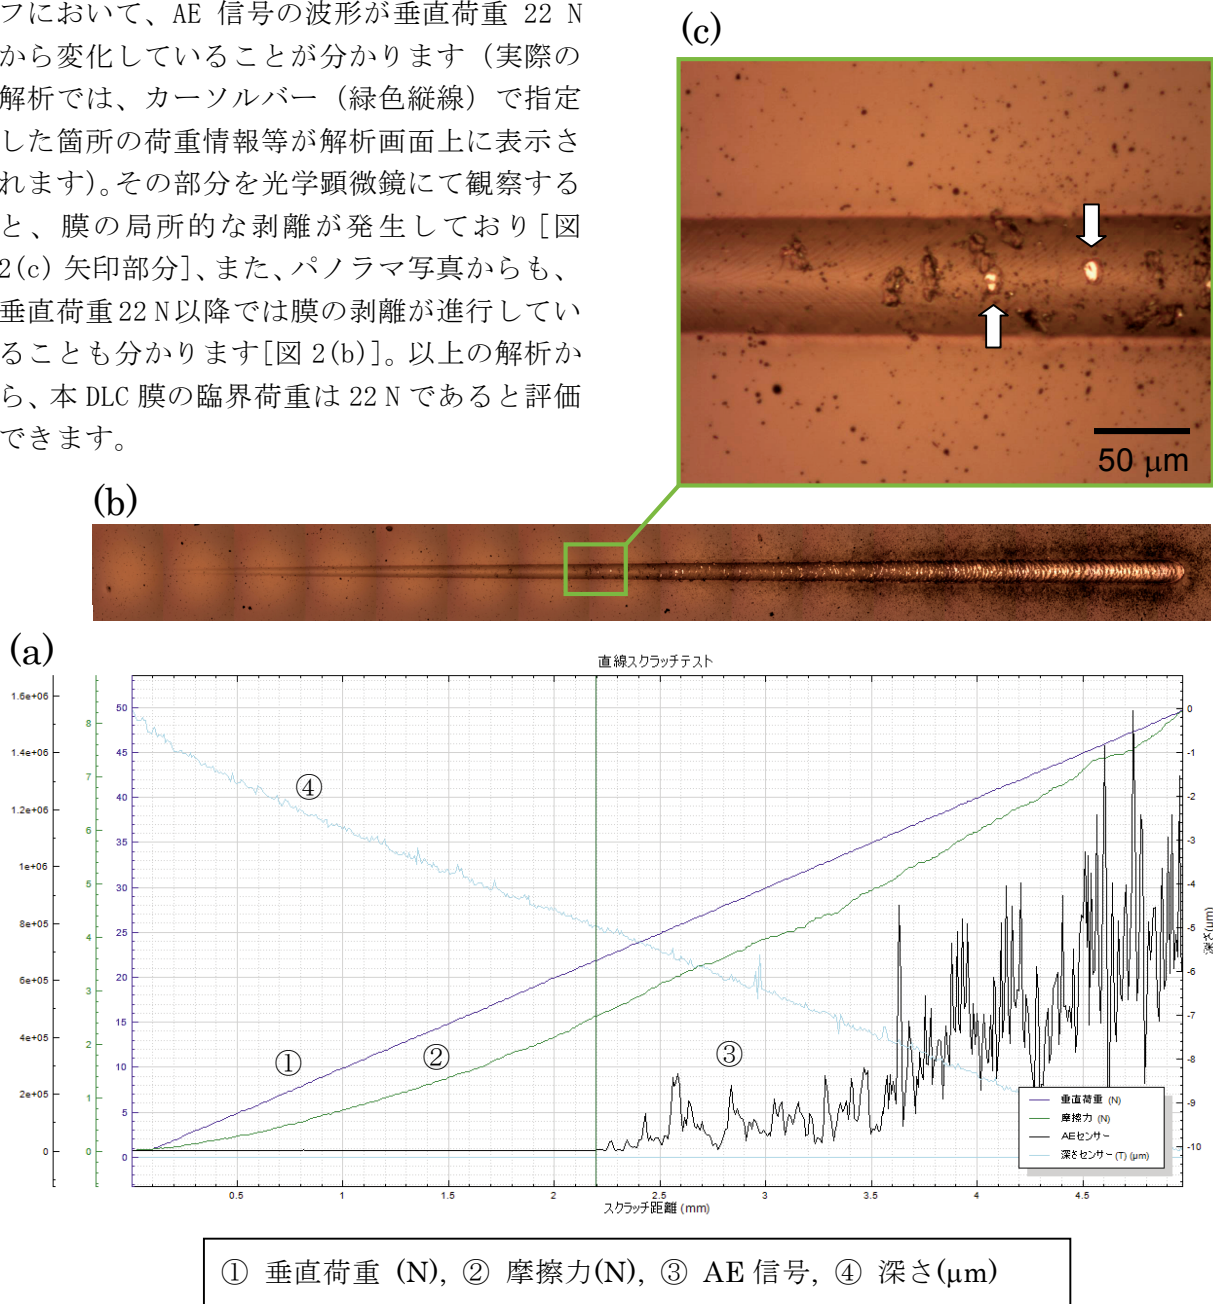 フにおいて、AE 信号の波形が垂直荷重 22 N
から変化していることが分かります（実際の
解析では、カーソルバー（緑色縦線）で指定
した箇所の荷重情報等が解析画面上に表示さ
れます)。その部分を光学顕微鏡にて観察する
と、膜の局所的な剥離が発生しており[図
2(c) 矢印部分]、また、パノラマ写真からも、
垂直荷重 22 N 以降では膜の剥離が進行してい
ることも分かります[図 2(b)]。以上の解析か
ら、本 DLC 膜の臨界荷重は 22 N であると評価
できます。
(c)
50 μm
(b)
(a)
直線スクラッチテスト
1.6e+06
1.4e+06
1.2e+06
1e+06
8e+05
6e+05
4e+05
2e+05
0
8
7
6
5
4
3
2
1
0
50
45
40
35
30
25
20
15
10
5
0
④
①
②
③
0
-1
-2
-3
-4
-5
-6
-7
-8
-9
-10
深さ(μm)
垂直荷重 (N)
摩擦力 (N)
AEセンサー
深さセンサー (T) (μm)
0.5 1 1.5 2 2.5 3 3.5 4 4.5
スクラッチ距離 (mm)
① 垂直荷重 (N), ② 摩擦力(N), ③ AE 信号, ④ 深さ(μm)